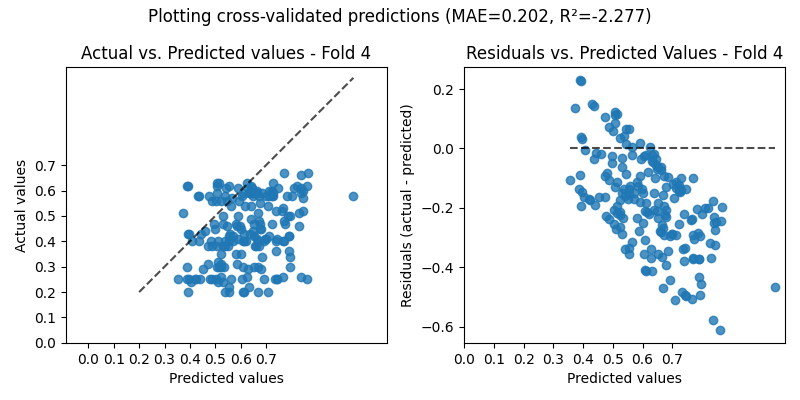 Plotting cross-validated predictions (MAE=0.202, R²=-2.277)
Actual vs. Predicted values - Fold 4
Actual values
0.7
0.6
0.5
0.4
0.3
0.2
0.1
0.0
0.0 0.1 0.2 0.3 0.4 0.5 0.6 0.7
Predicted values
Residuals vs. Predicted Values - Fold 4
Residuals (actual - predicted)
0.2
0.0
−0.2
−0.4
−0.6
0.0 0.1 0.2 0.3 0.4 0.5 0.6 0.7
Predicted values